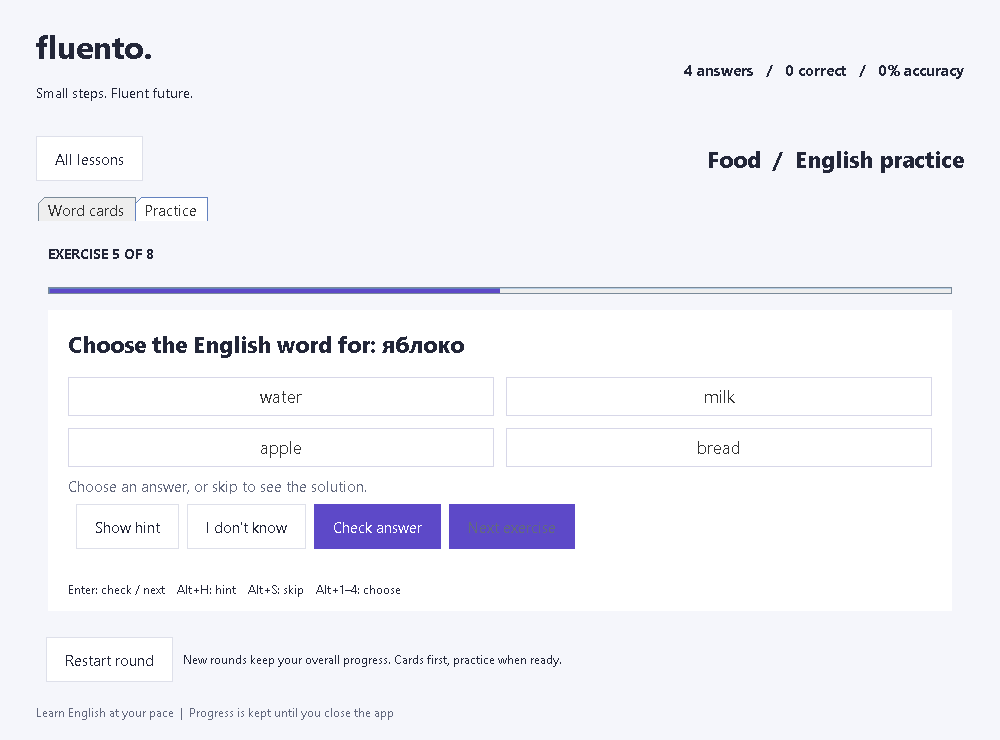 fluento.
4 answers / 0 correct / 0% accuracy
Small steps. Fluent future.
All lessons
Food / English practice
Word cards
Practice
EXERCISE 5 OF 8
Choose the English word for: яблоко
water
milk
apple
bread
Choose an answer, or skip to see the solution.
Show hint
I don't know
Check answer
Next exercise
Enter: check / next Alt+H: hint Alt+S: skip Alt+1–4: choose
Restart round
New rounds keep your overall progress. Cards first, practice when ready.
Learn English at your pace | Progress is kept until you close the app